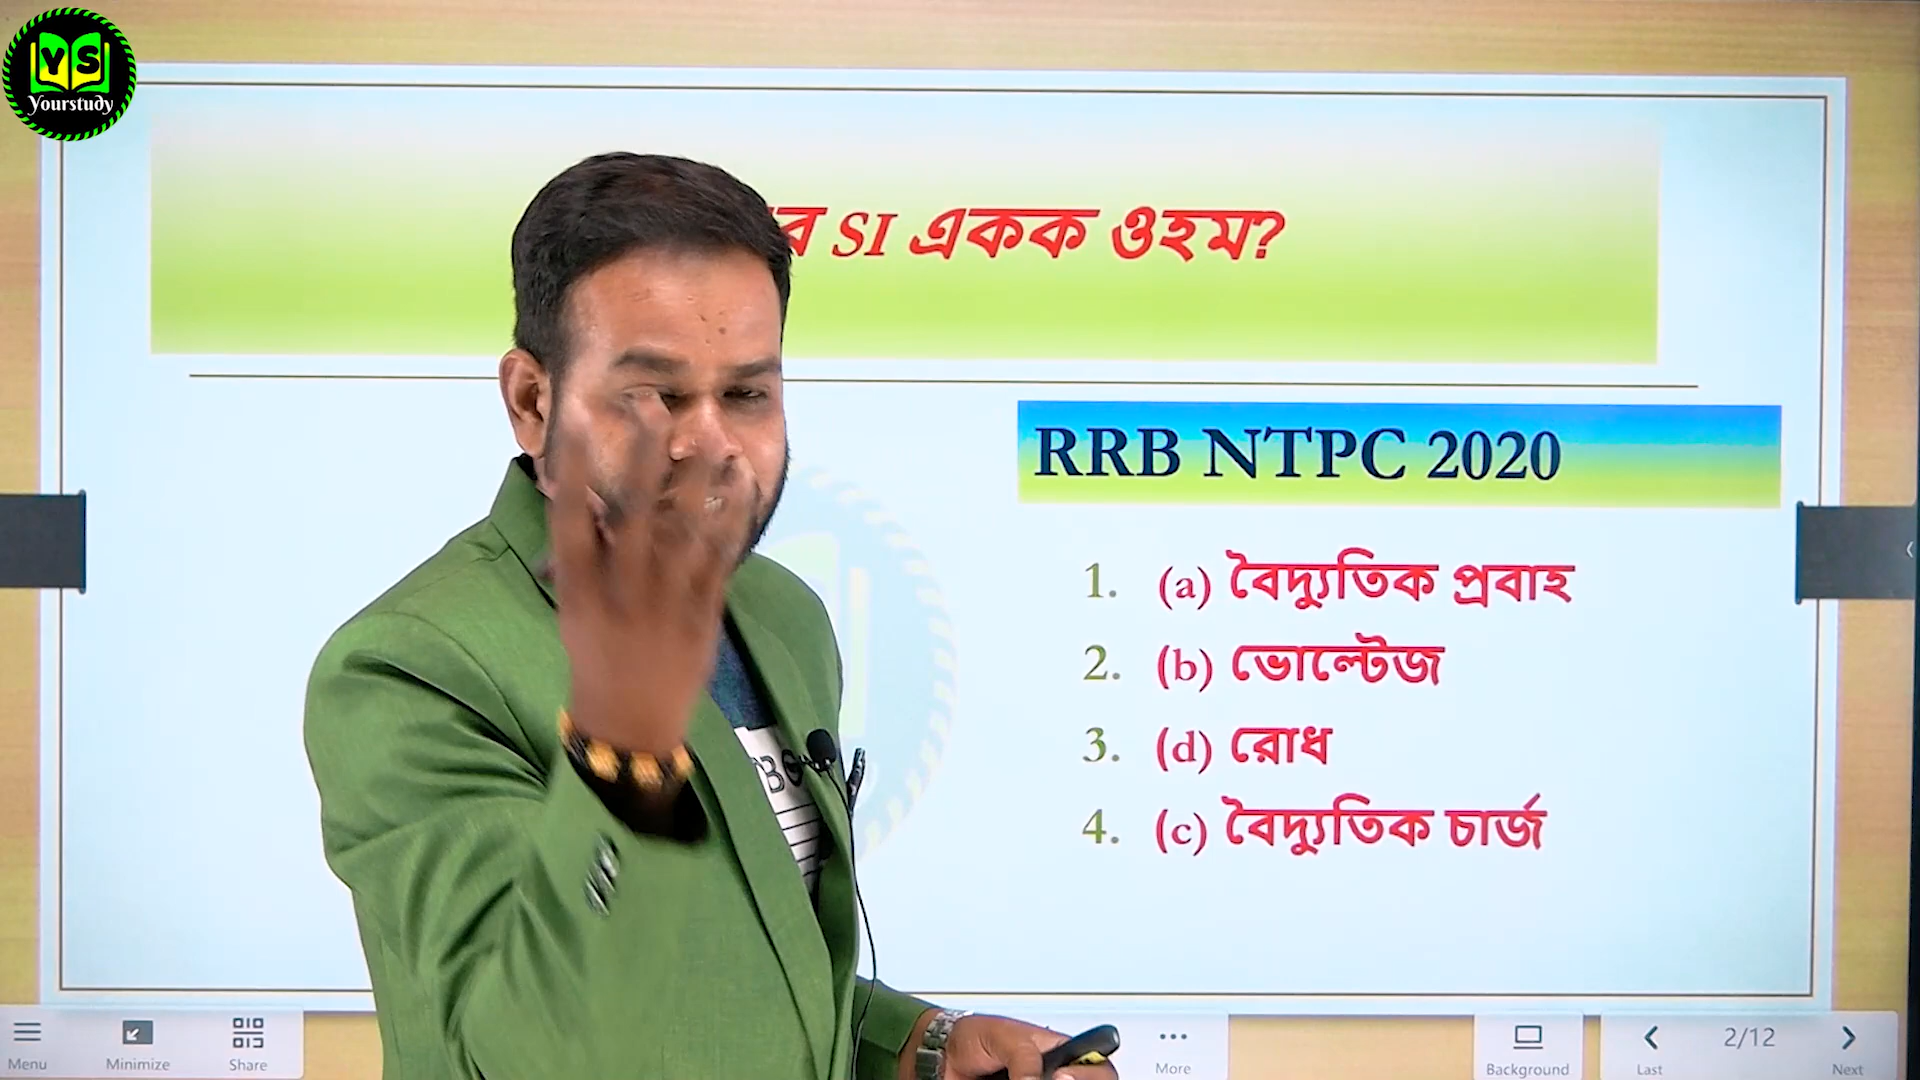 YS
Yourstudy
SI একক ওহম?
RRB NTPC 2020
1. (a) বৈদ্যুতিক প্রবাহ
2. (b) ভোল্টেজ
3. (d) রোধ
4. (c) বৈদ্যুতিক চার্জ
Menu
Minimize
Share
More
Background
Last
2/12
Next